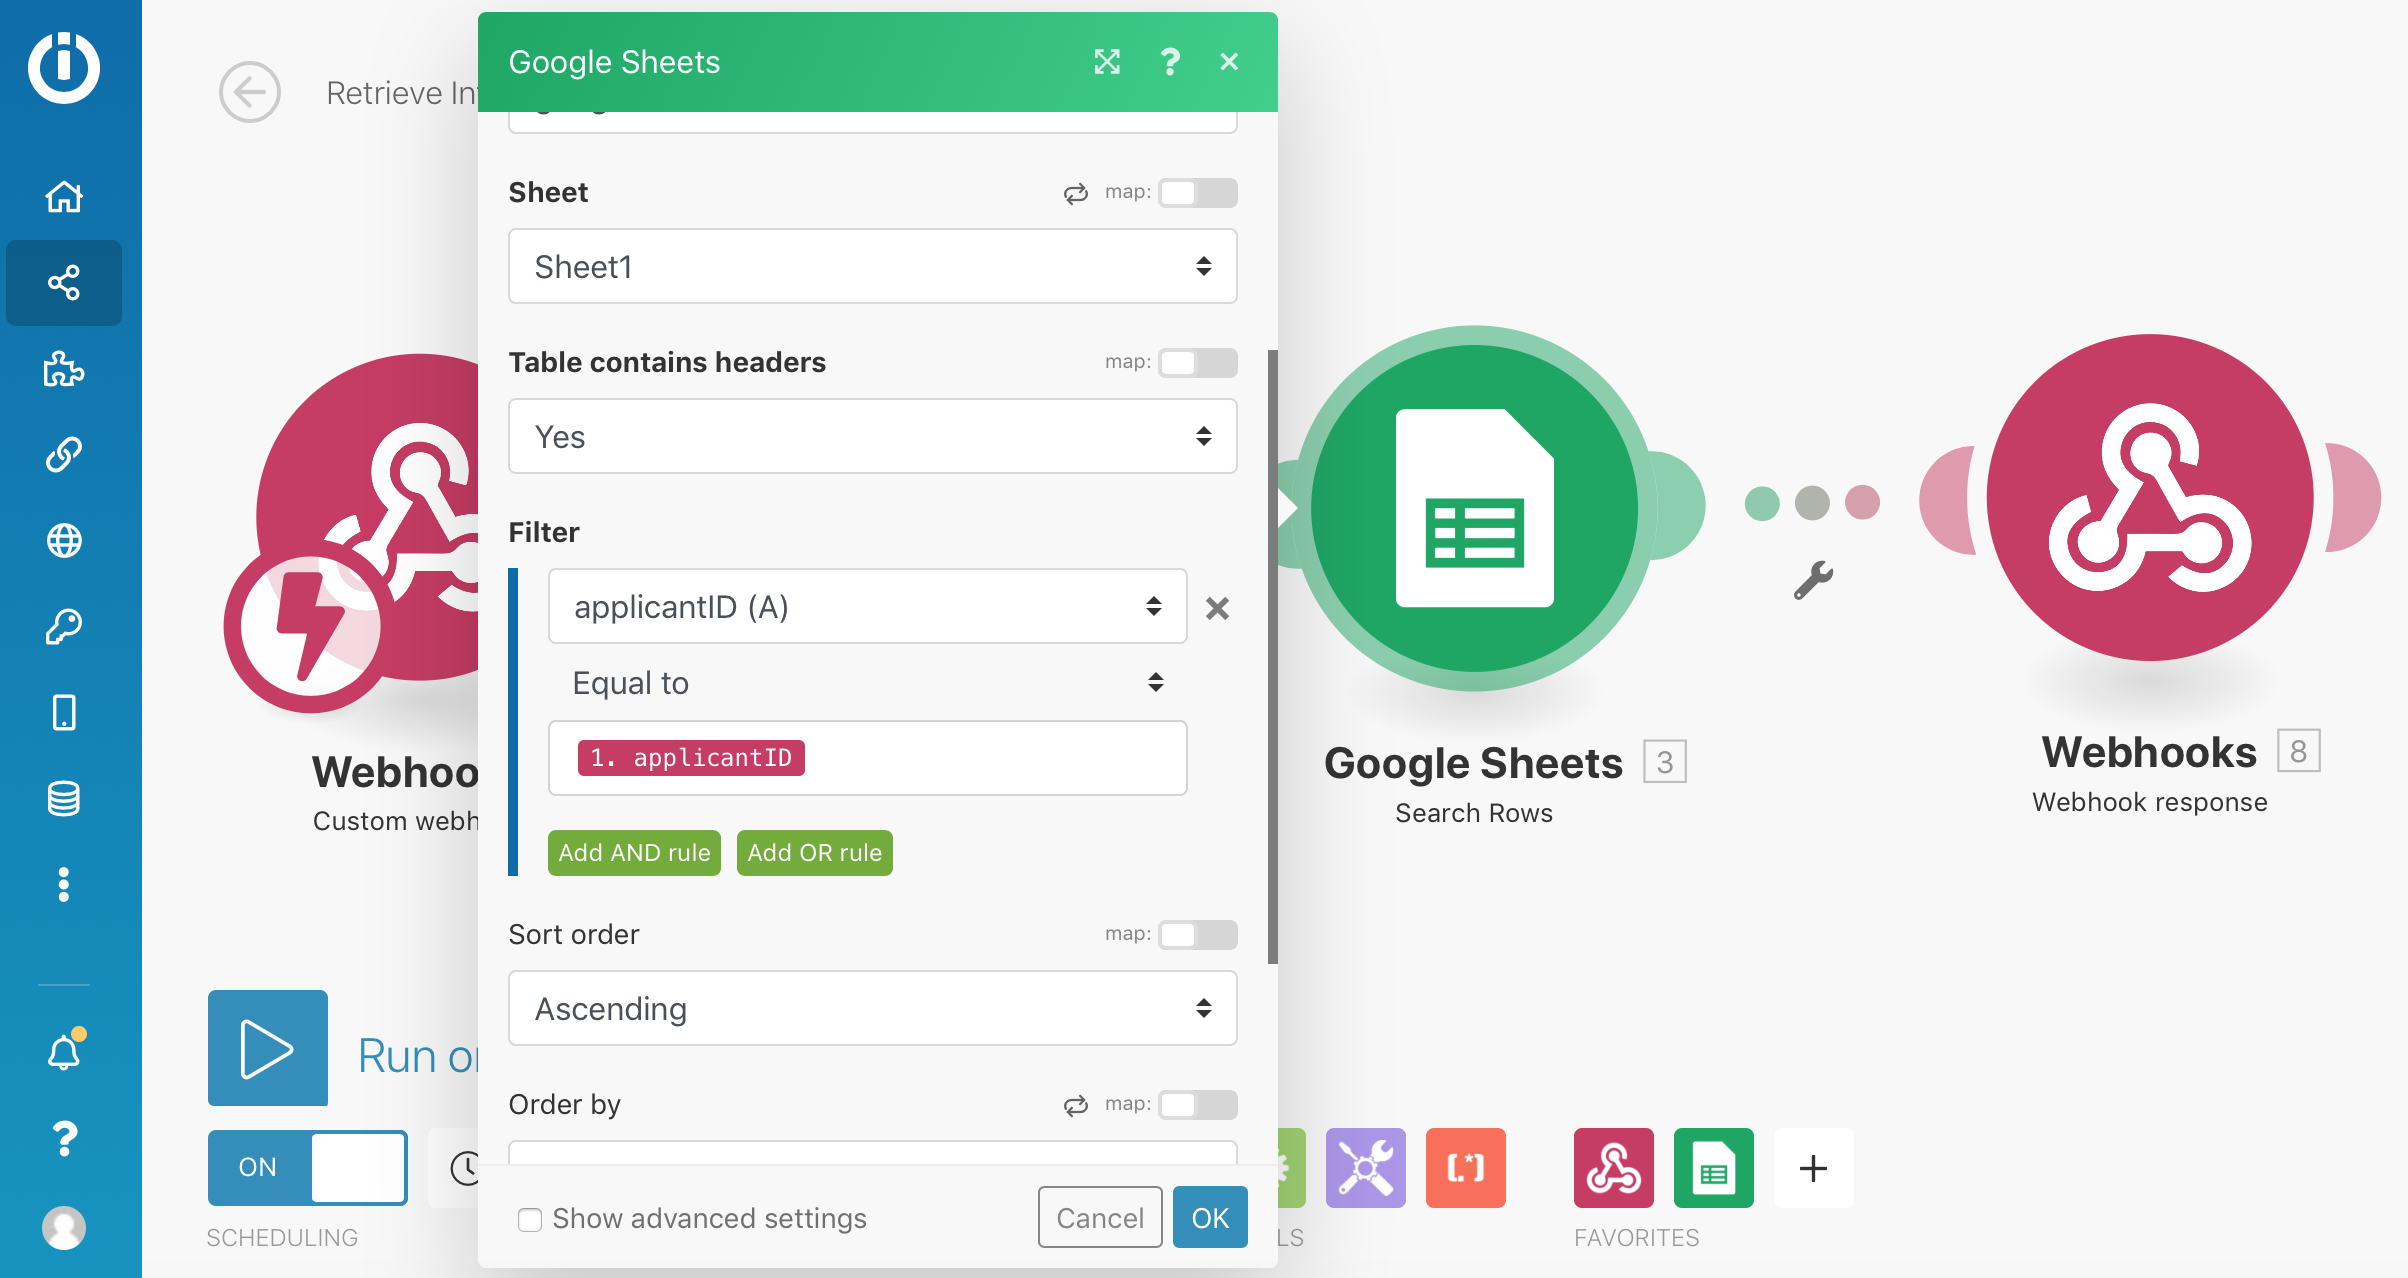 Retrieve In
Google Sheets
Sheet
map:
Sheet1
Table contains headers
map:
Yes
Filter
applicantID (A)
Equal to
1. applicantID
Add AND rule
Add OR rule
Sort order
map:
Ascending
Order by
map:
Show advanced settings
Cancel
OK
Webhoo
Custom webh
Google Sheets
3
Search Rows
Webhooks
8
Webhook response
Run o
ON
SCHEDULING
LS
FAVORITES